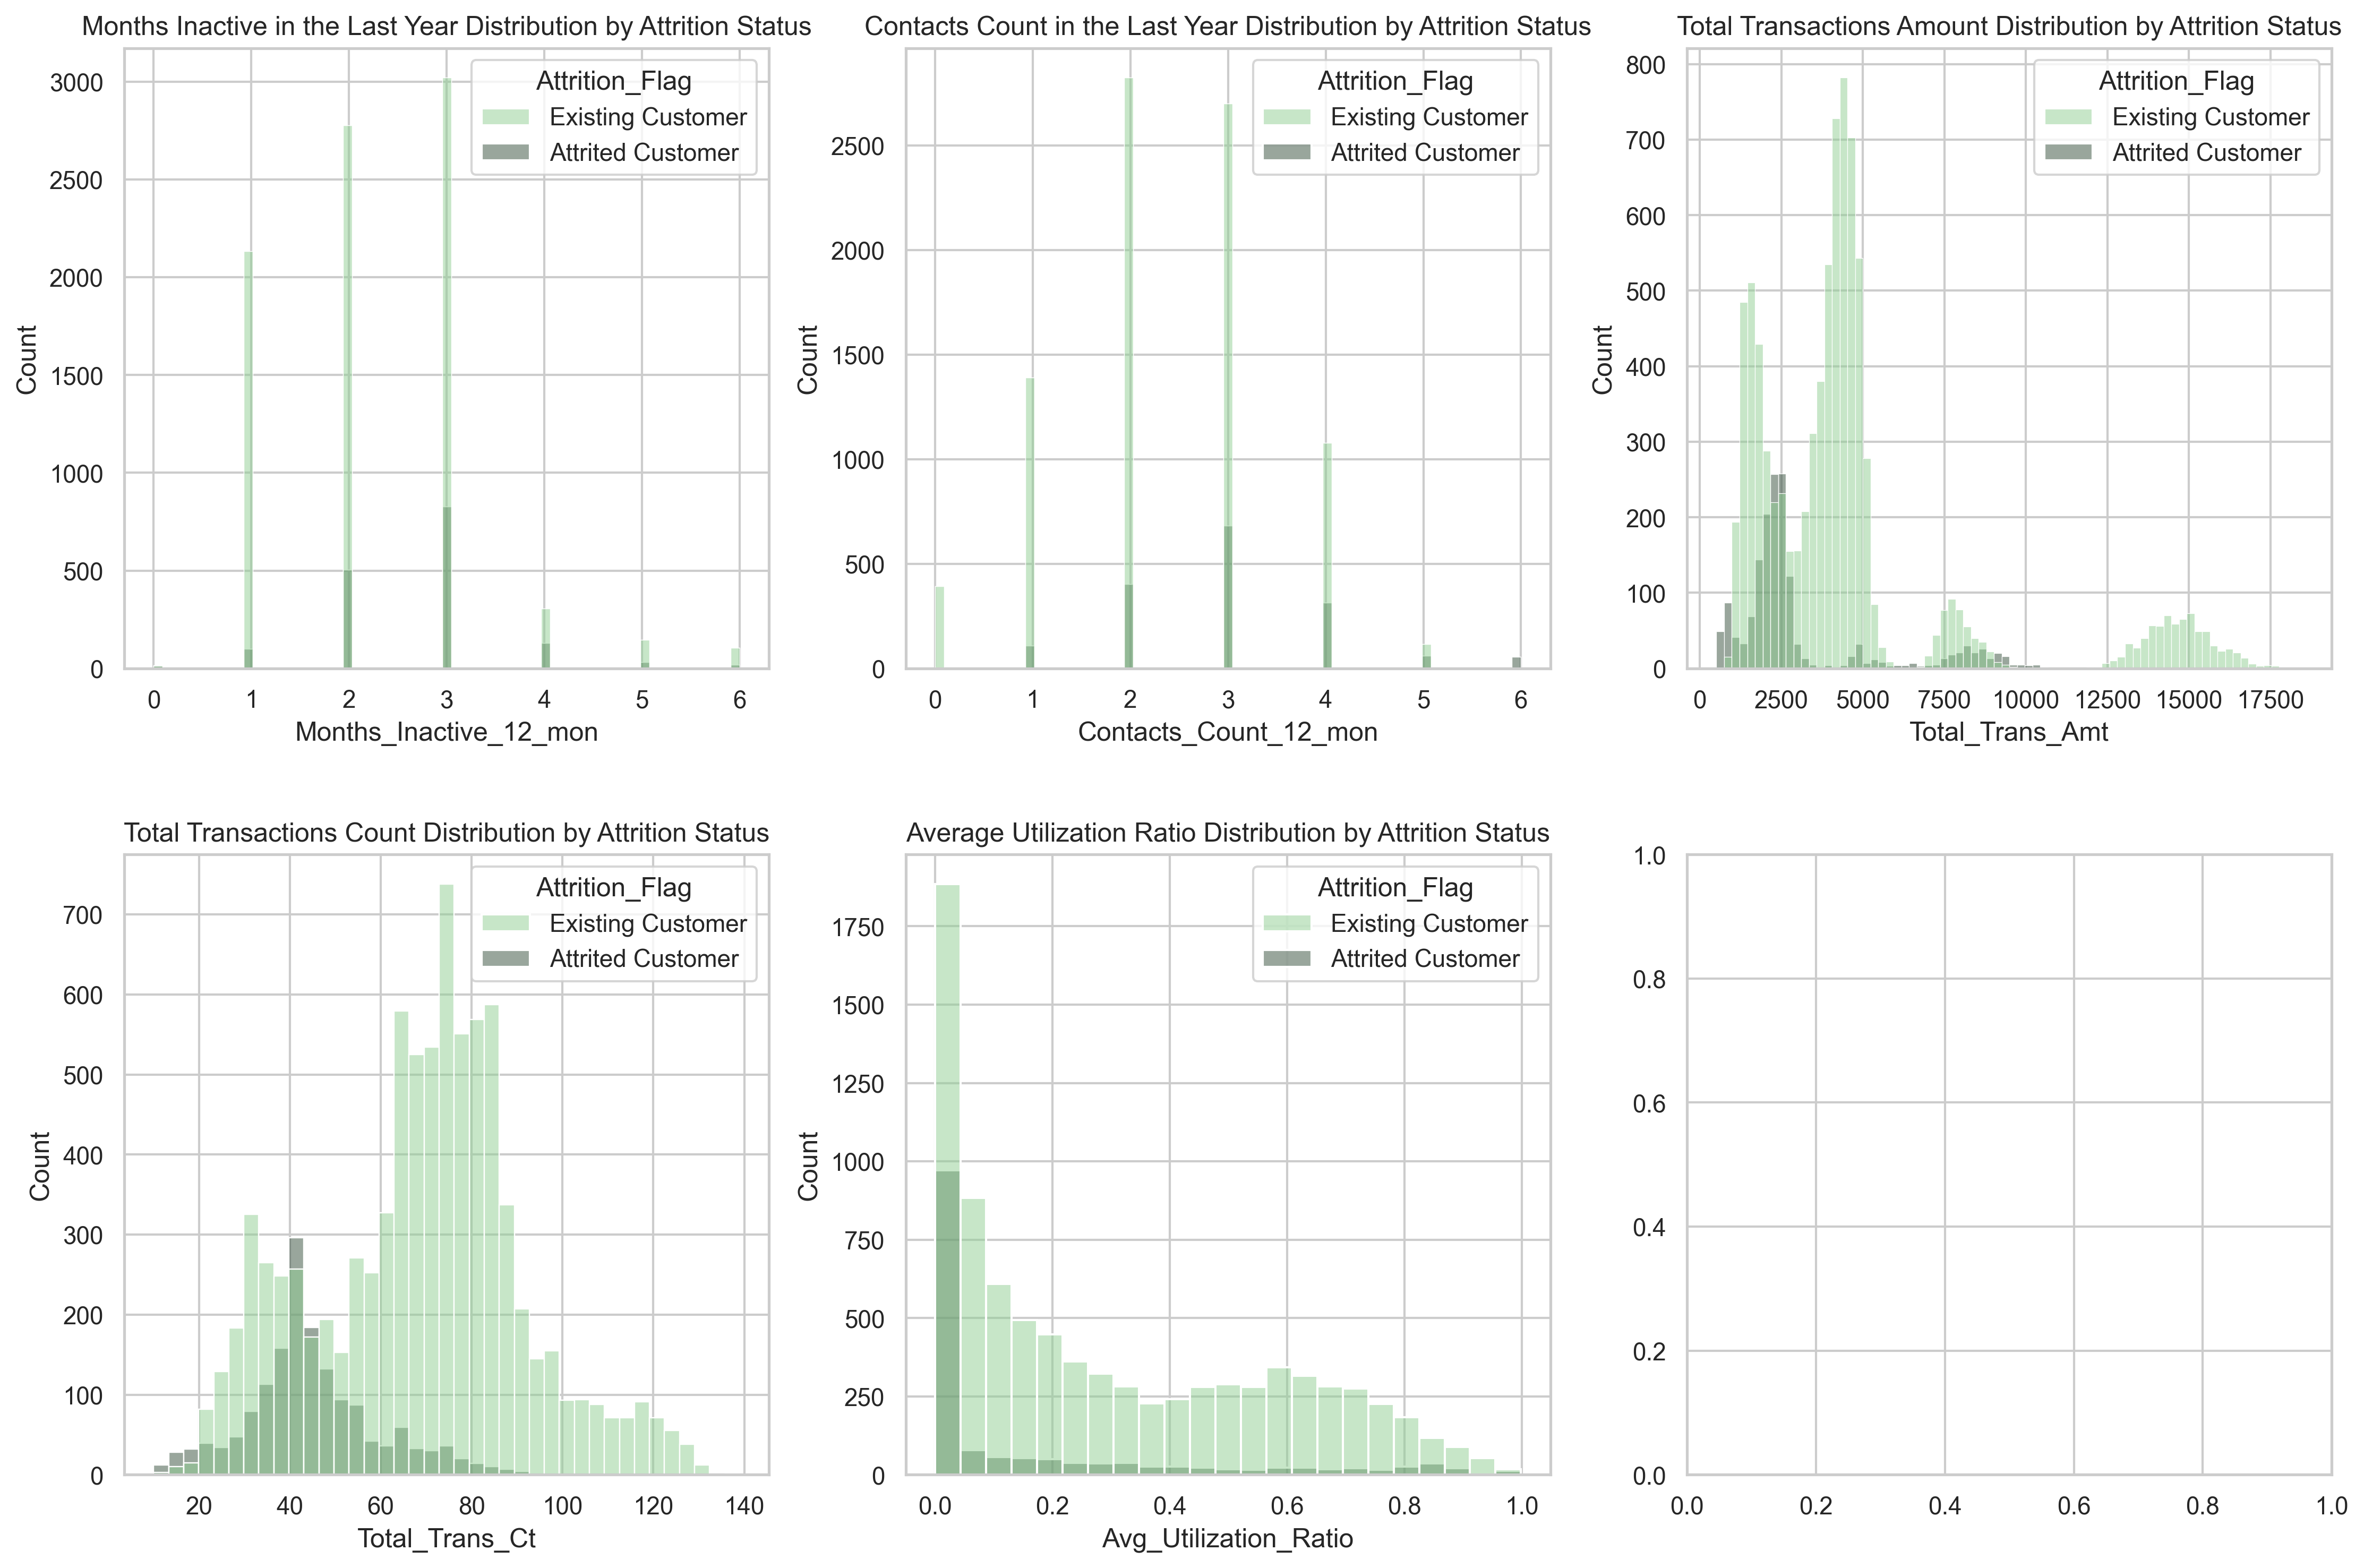 Months Inactive in the Last Year Distribution by Attrition Status
Attrition_Flag
Existing Customer
Attrited Customer
3000
2500
2000
1500
1000
500
0
Count
0 1 2 3 4 5 6
Months_Inactive_12_mon
Contacts Count in the Last Year Distribution by Attrition Status
Attrition_Flag
Existing Customer
Attrited Customer
2500
2000
1500
1000
500
0
Count
0 1 2 3 4 5 6
Contacts_Count_12_mon
Total Transactions Amount Distribution by Attrition Status
Attrition_Flag
Existing Customer
Attrited Customer
800
700
600
500
400
300
200
100
0
Count
0 2500 5000 7500 10000 12500 15000 17500
Total_Trans_Amt
Total Transactions Count Distribution by Attrition Status
Attrition_Flag
Existing Customer
Attrited Customer
700
600
500
400
300
200
100
0
Count
20 40 60 80 100 120 140
Total_Trans_Ct
Average Utilization Ratio Distribution by Attrition Status
Attrition_Flag
Existing Customer
Attrited Customer
1750
1500
1250
1000
750
500
250
0
Count
0.0 0.2 0.4 0.6 0.8 1.0
Avg_Utilization_Ratio
1.0
0.8
0.6
0.4
0.2
0.0
0.0 0.2 0.4 0.6 0.8 1.0